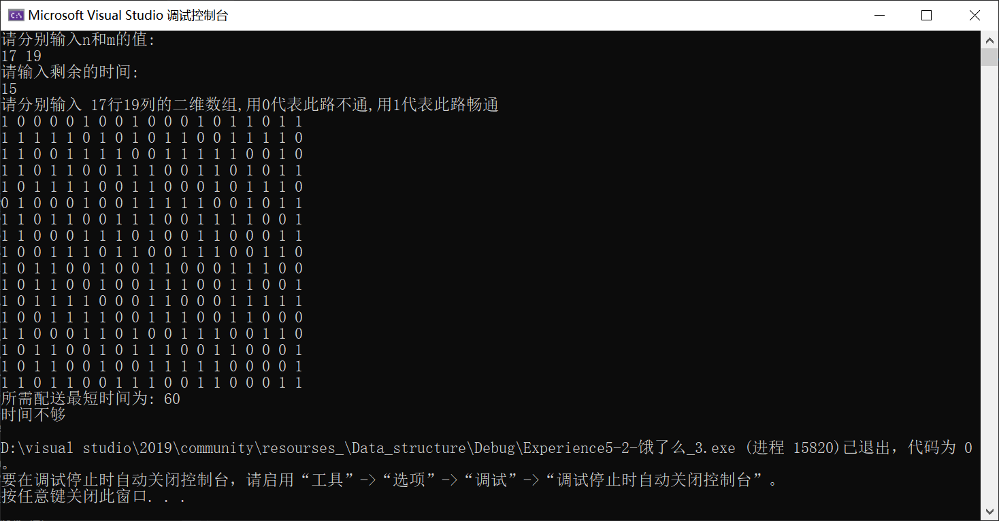 Microsoft Visual Studio 调试控制台
请分别输入n和m的值:
17 19
请输入剩余的时间:
15
请分别输入 17行19列的二维数组,用0代表此路不通,用1代表此路畅通
1 0 0 0 0 1 0 0 1 0 0 0 1 0 1 1 0 1 1
1 1 1 1 1 0 1 0 1 0 1 1 0 0 1 1 1 1 0
1 1 0 0 1 1 1 1 0 0 1 1 1 1 1 0 0 1 0
1 1 0 1 1 0 0 1 1 1 0 0 1 1 0 1 0 1 1
1 0 1 1 1 1 0 0 1 1 0 0 0 1 0 1 1 1 0
0 1 0 0 0 1 0 0 1 1 1 1 1 0 0 1 0 1 1
1 1 0 1 1 0 0 1 1 1 0 0 1 1 1 1 0 0 1
1 1 0 0 0 1 1 1 0 1 0 0 1 1 0 0 0 1 1
1 0 0 1 1 1 0 1 1 0 0 1 1 1 0 0 1 1 0
1 0 1 1 0 0 1 0 0 1 1 0 0 0 1 1 1 0 0
1 0 1 1 0 0 1 0 0 1 1 1 0 0 1 1 0 0 1
1 0 1 1 1 1 0 0 0 1 1 0 0 0 1 1 1 1 1
1 0 0 1 1 1 1 0 0 1 1 1 0 0 1 1 0 0 0
1 1 0 0 0 1 1 0 1 0 0 1 1 1 0 0 1 1 0
1 0 1 1 0 0 1 0 1 1 1 0 0 1 1 0 0 0 1
1 0 1 1 0 0 1 0 0 1 1 1 1 1 0 0 0 0 1
1 1 0 1 1 0 0 1 1 1 0 0 1 1 0 0 0 1 1
所需配送最短时间为: 60
时间不够
D:\visual studio\2019\community\resourses_\Data_structure\Debug\Experience5-2-饿了么_3.exe (进程 15820)已退出，代码为 0
。
要在调试停止时自动关闭控制台，请启用“工具”->“选项”->“调试”->“调试停止时自动关闭控制台”。
按任意键关闭此窗口. . .